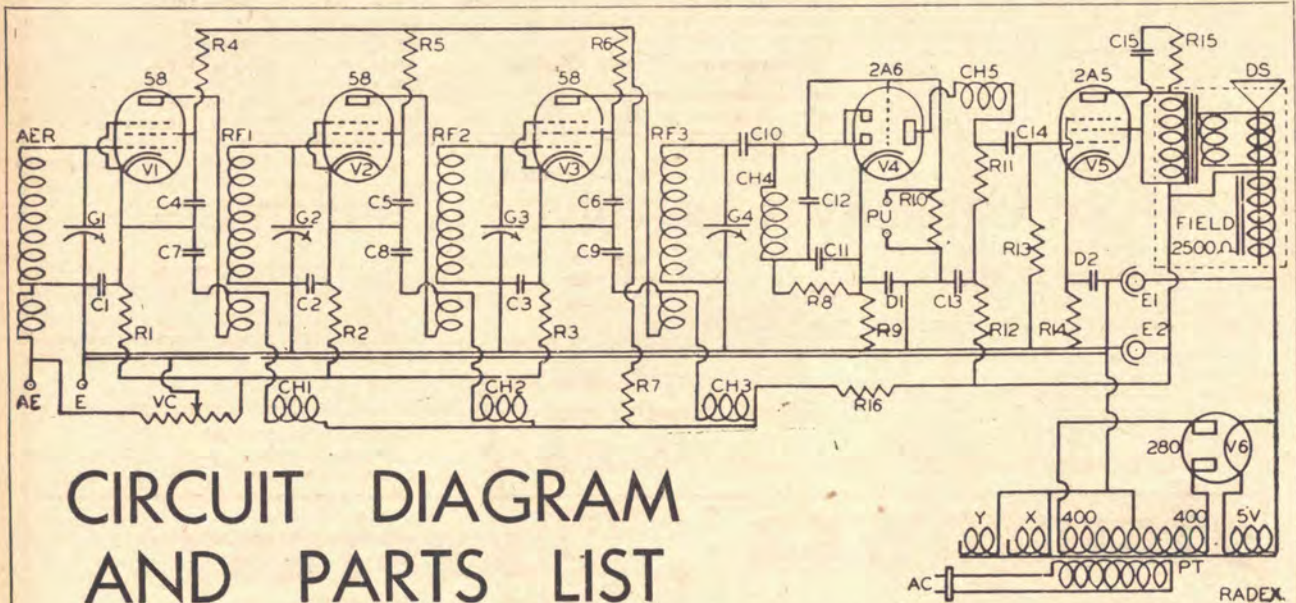 R4 R5 R6 C15 R15
58 58 58 2A6 CH5 2A5 DS
AER RF1 RF2 RF3 C10 C14
V1 V2 V3 V4 V5
CH4 R11
C4 C5 C6 C12 R10
G1 G2 G3 G4 PU
C7 C8 C9 C11 R13 FIELD
2500Ω
C1 C2 C3 R8 D1 C13 D2 E1
R1 R2 R3 R9 R12 R14 E2
AE E VC CH1 CH2 R7 CH3 R16
280 V6
CIRCUIT DIAGRAM
AND PARTS LIST
Y X 400 400 5V
AC PT
RADEX